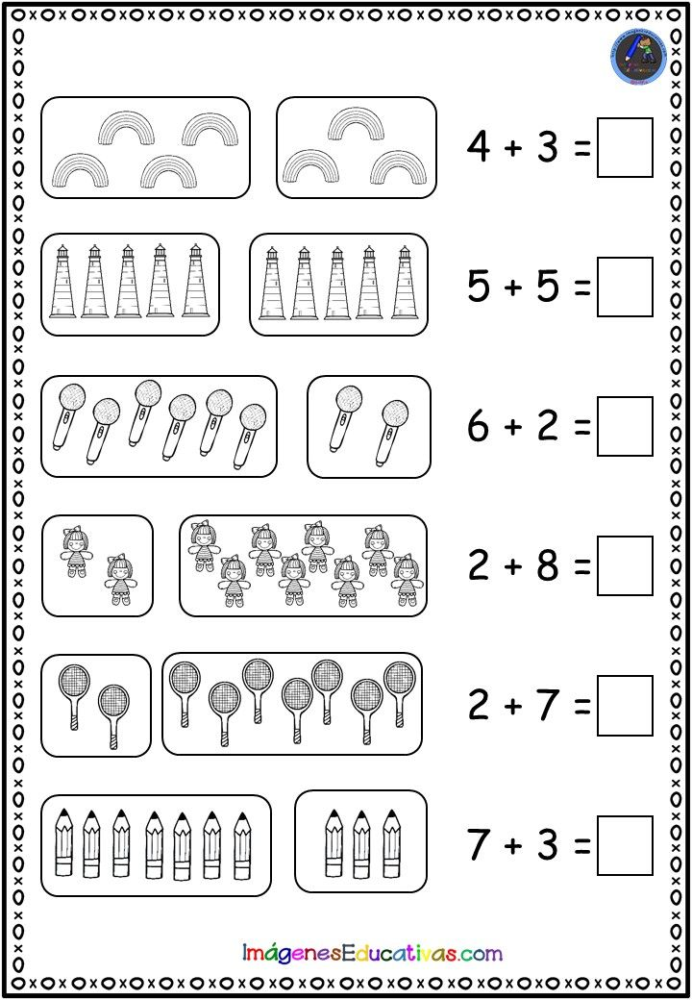 4 + 3 =
5 + 5 =
6 + 2 =
2 + 8 =
2 + 7 =
7 + 3 =
ImágenesEducativas.com